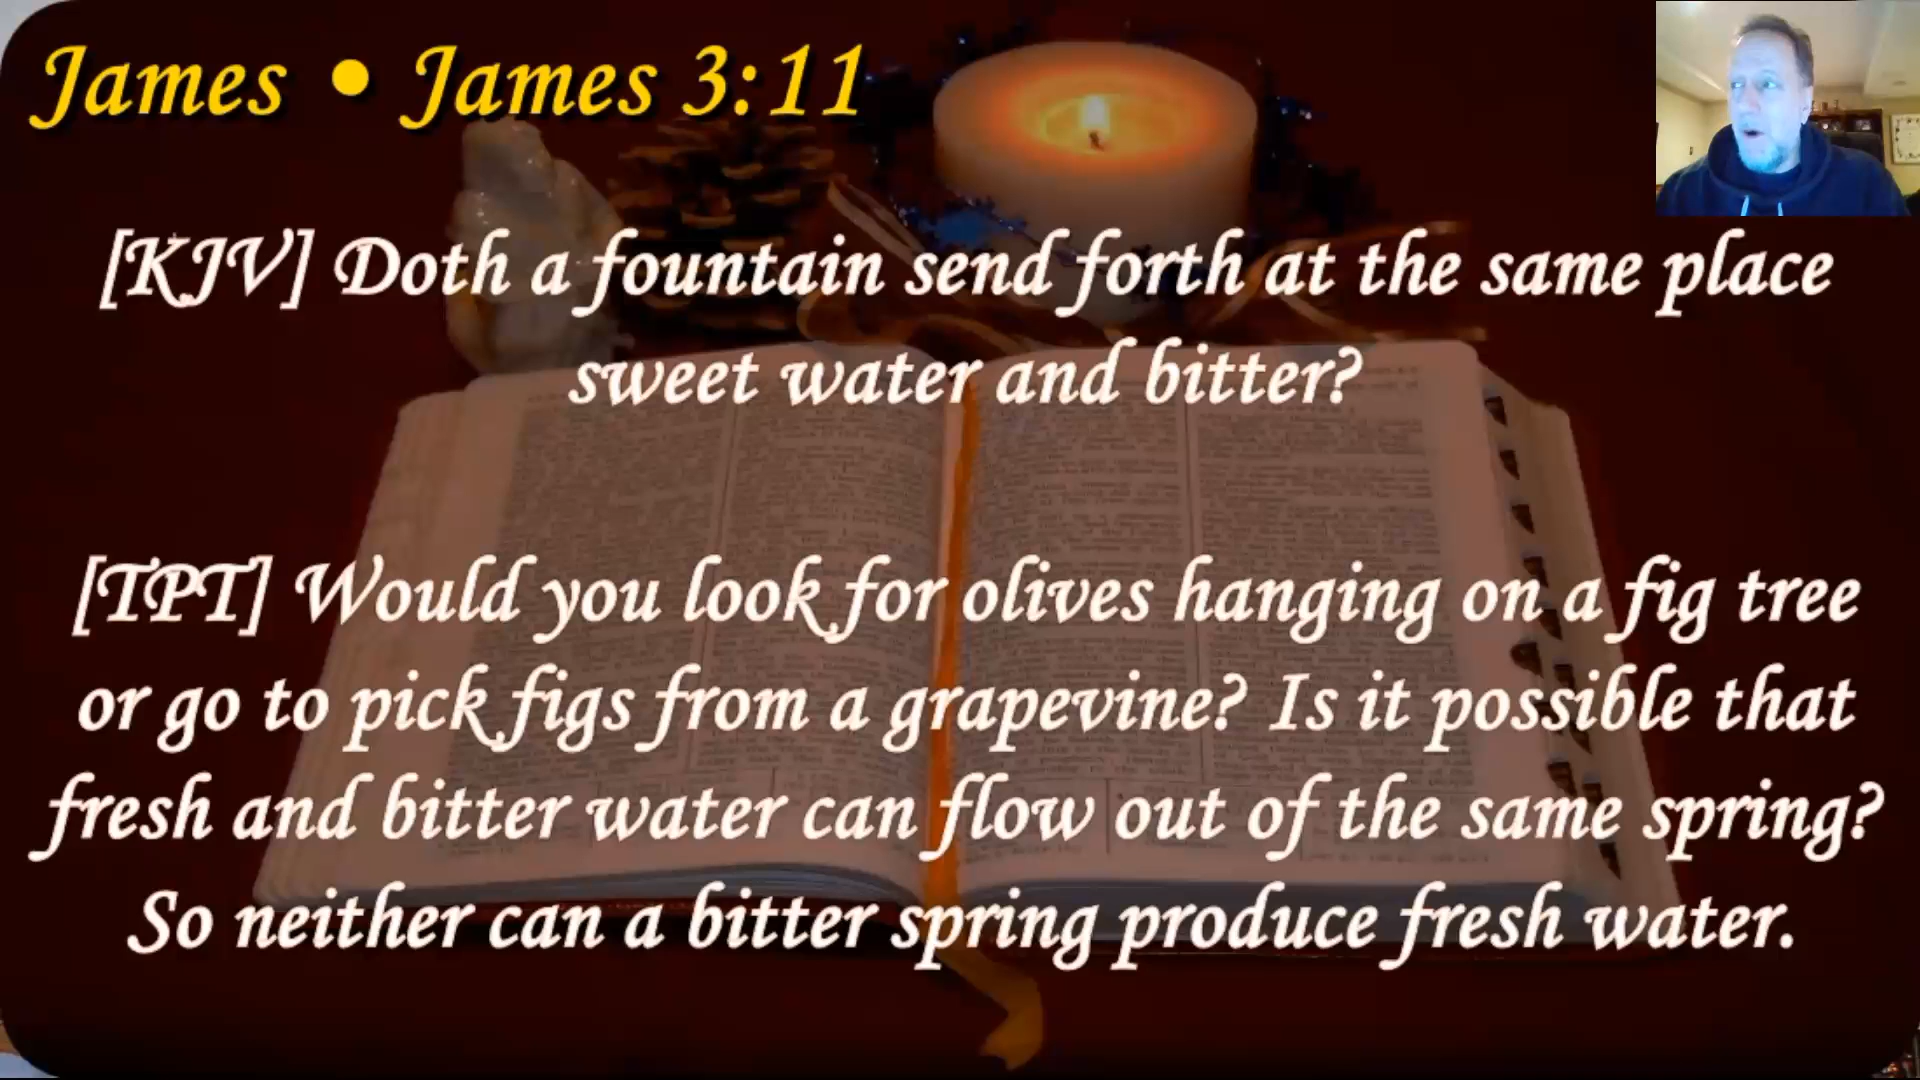 James • James 3:11
[KJV] Doth a fountain send forth at the same place
sweet water and bitter?
[TPT] Would you look for olives hanging on a fig tree
or go to pick figs from a grapevine? Is it possible that
fresh and bitter water can flow out of the same spring?
So neither can a bitter spring produce fresh water.